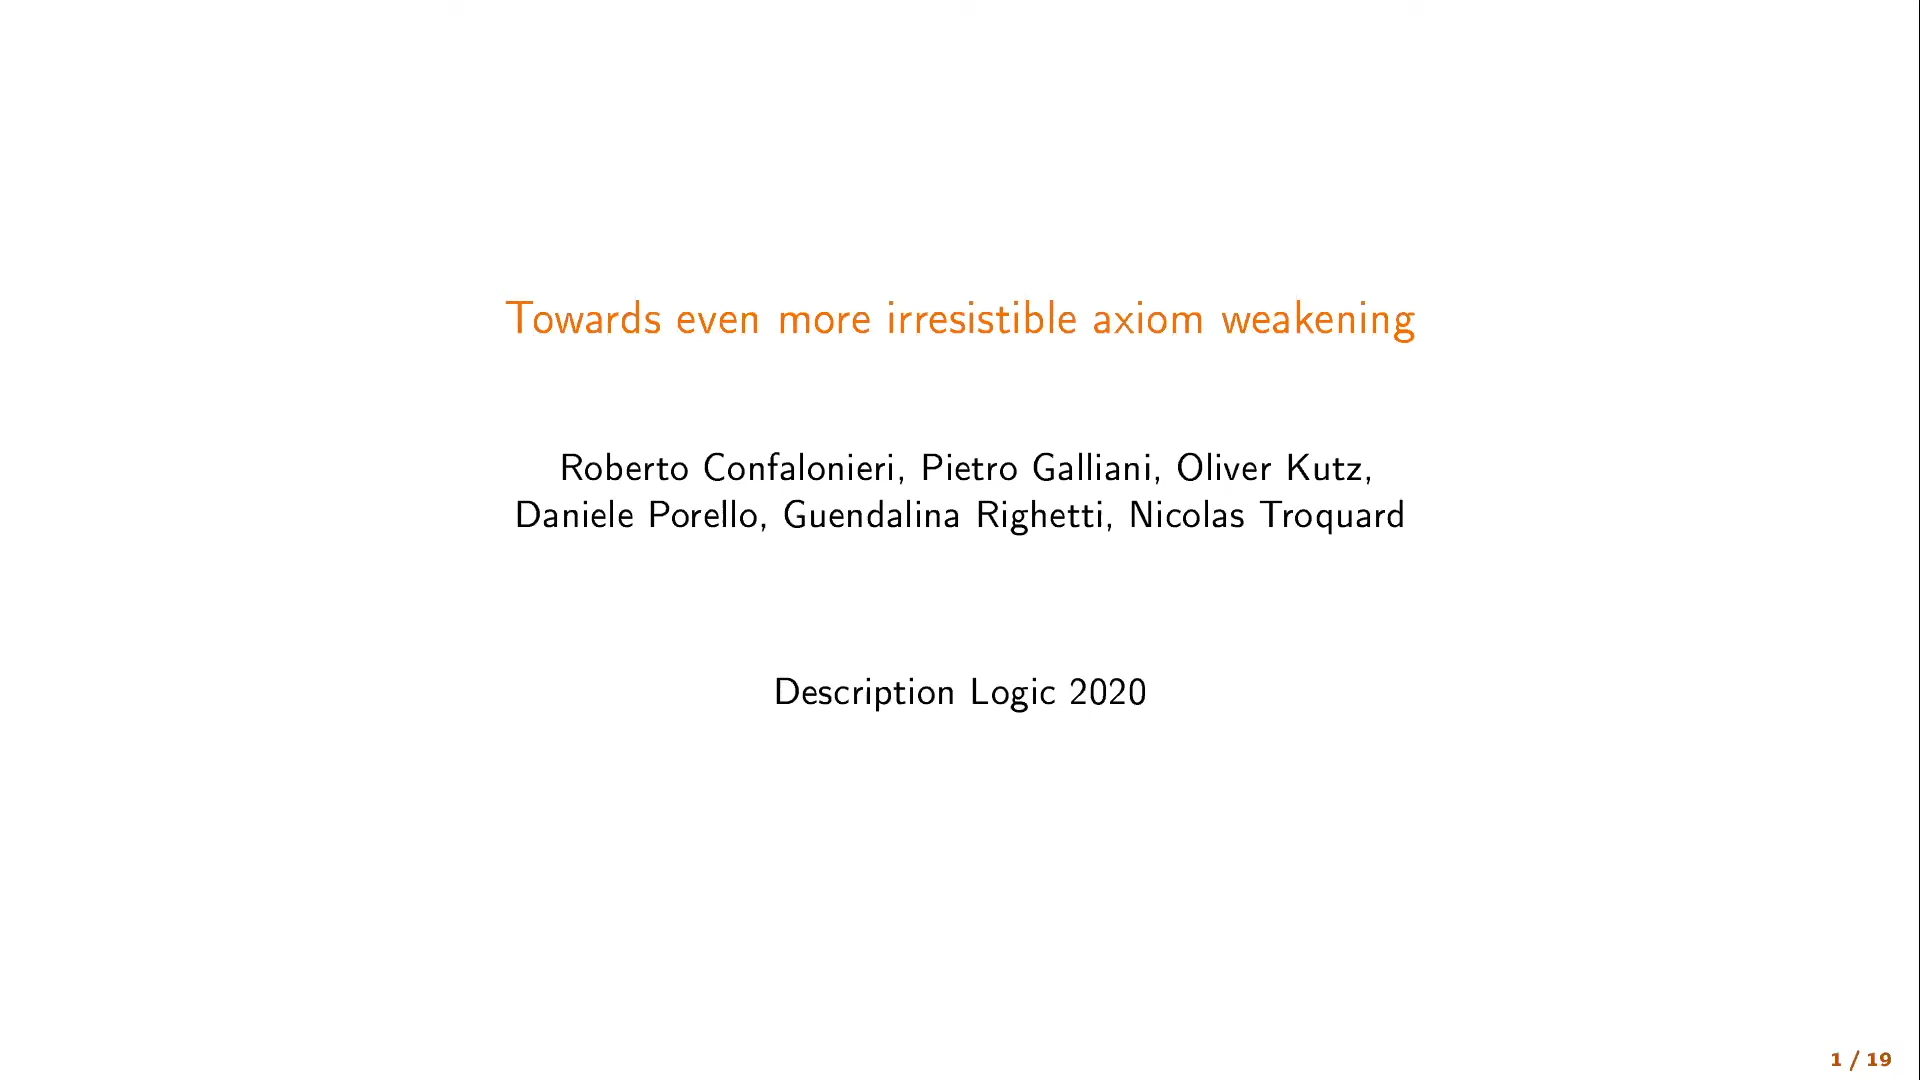 Towards even more irresistible axiom weakening
Roberto Confalonieri, Pietro Galliani, Oliver Kutz,
Daniele Porello, Guendalina Righetti, Nicolas Troquard
Description Logic 2020
1 / 19